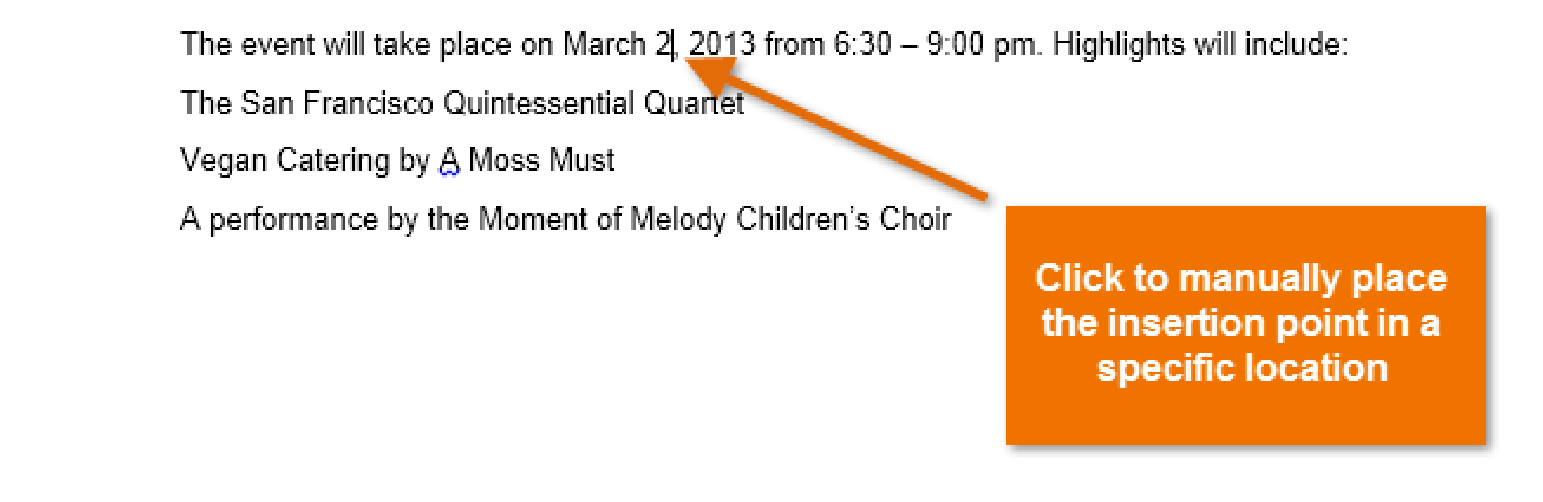 The event will take place on March 2, 2013 from 6:30 – 9:00 pm. Highlights will include:
The San Francisco Quintessential Quartet
Vegan Catering by A Moss Must
A performance by the Moment of Melody Children’s Choir
Click to manually place
the insertion point in a
specific location